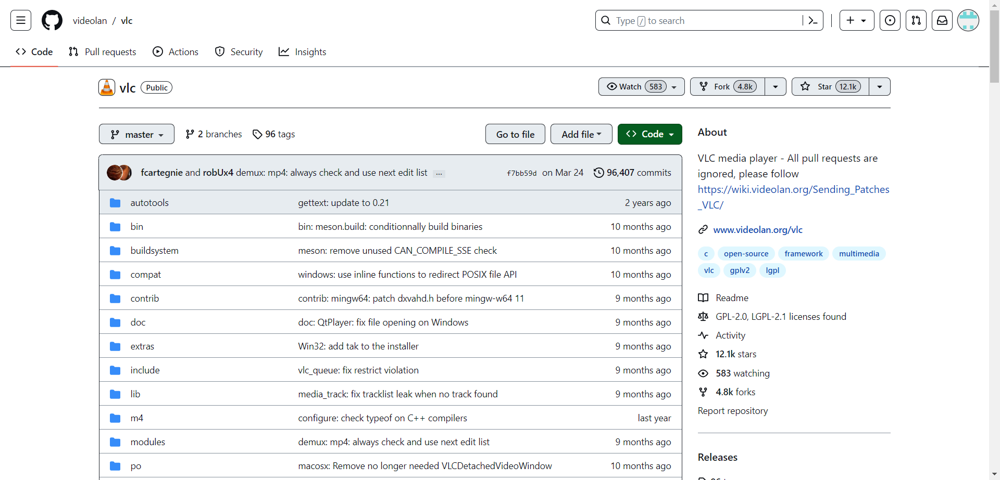 videolan / vlc
Type / to search
Code Pull requests Actions Security Insights
vlc Public
Watch 583 Fork 4.8k Star 12.1k
master 2 branches 96 tags Go to file Add file Code
fcartegnie and robUx4 demux: mp4: always check and use next edit list ... f7bb59d on Mar 24 96,407 commits
autotools gettext: update to 0.21 2 years ago
bin bin: meson.build: conditionnally build binaries 10 months ago
buildsystem meson: remove unused CAN_COMPILE_SSE check 10 months ago
compat windows: use inline functions to redirect POSIX file API 10 months ago
contrib contrib: mingw64: patch dxvahd.h before mingw-w64 11 9 months ago
doc doc: QtPlayer: fix file opening on Windows 9 months ago
extras Win32: add tak to the installer 9 months ago
include vlc_queue: fix restrict violation 9 months ago
lib media_track: fix tracklist leak when no track found 9 months ago
m4 configure: check typeof on C++ compilers last year
modules demux: mp4: always check and use next edit list 9 months ago
po macosx: Remove no longer needed VLCDetachedVideoWindow 10 months ago
About
VLC media player - All pull requests are
ignored, please follow
https://wiki.videolan.org/Sending_Patches
_VLC/
www.videolan.org/vlc
c open-source framework multimedia
vlc gplv2 lgpl
Readme
GPL-2.0, LGPL-2.1 licenses found
Activity
12.1k stars
583 watching
4.8k forks
Report repository
Releases